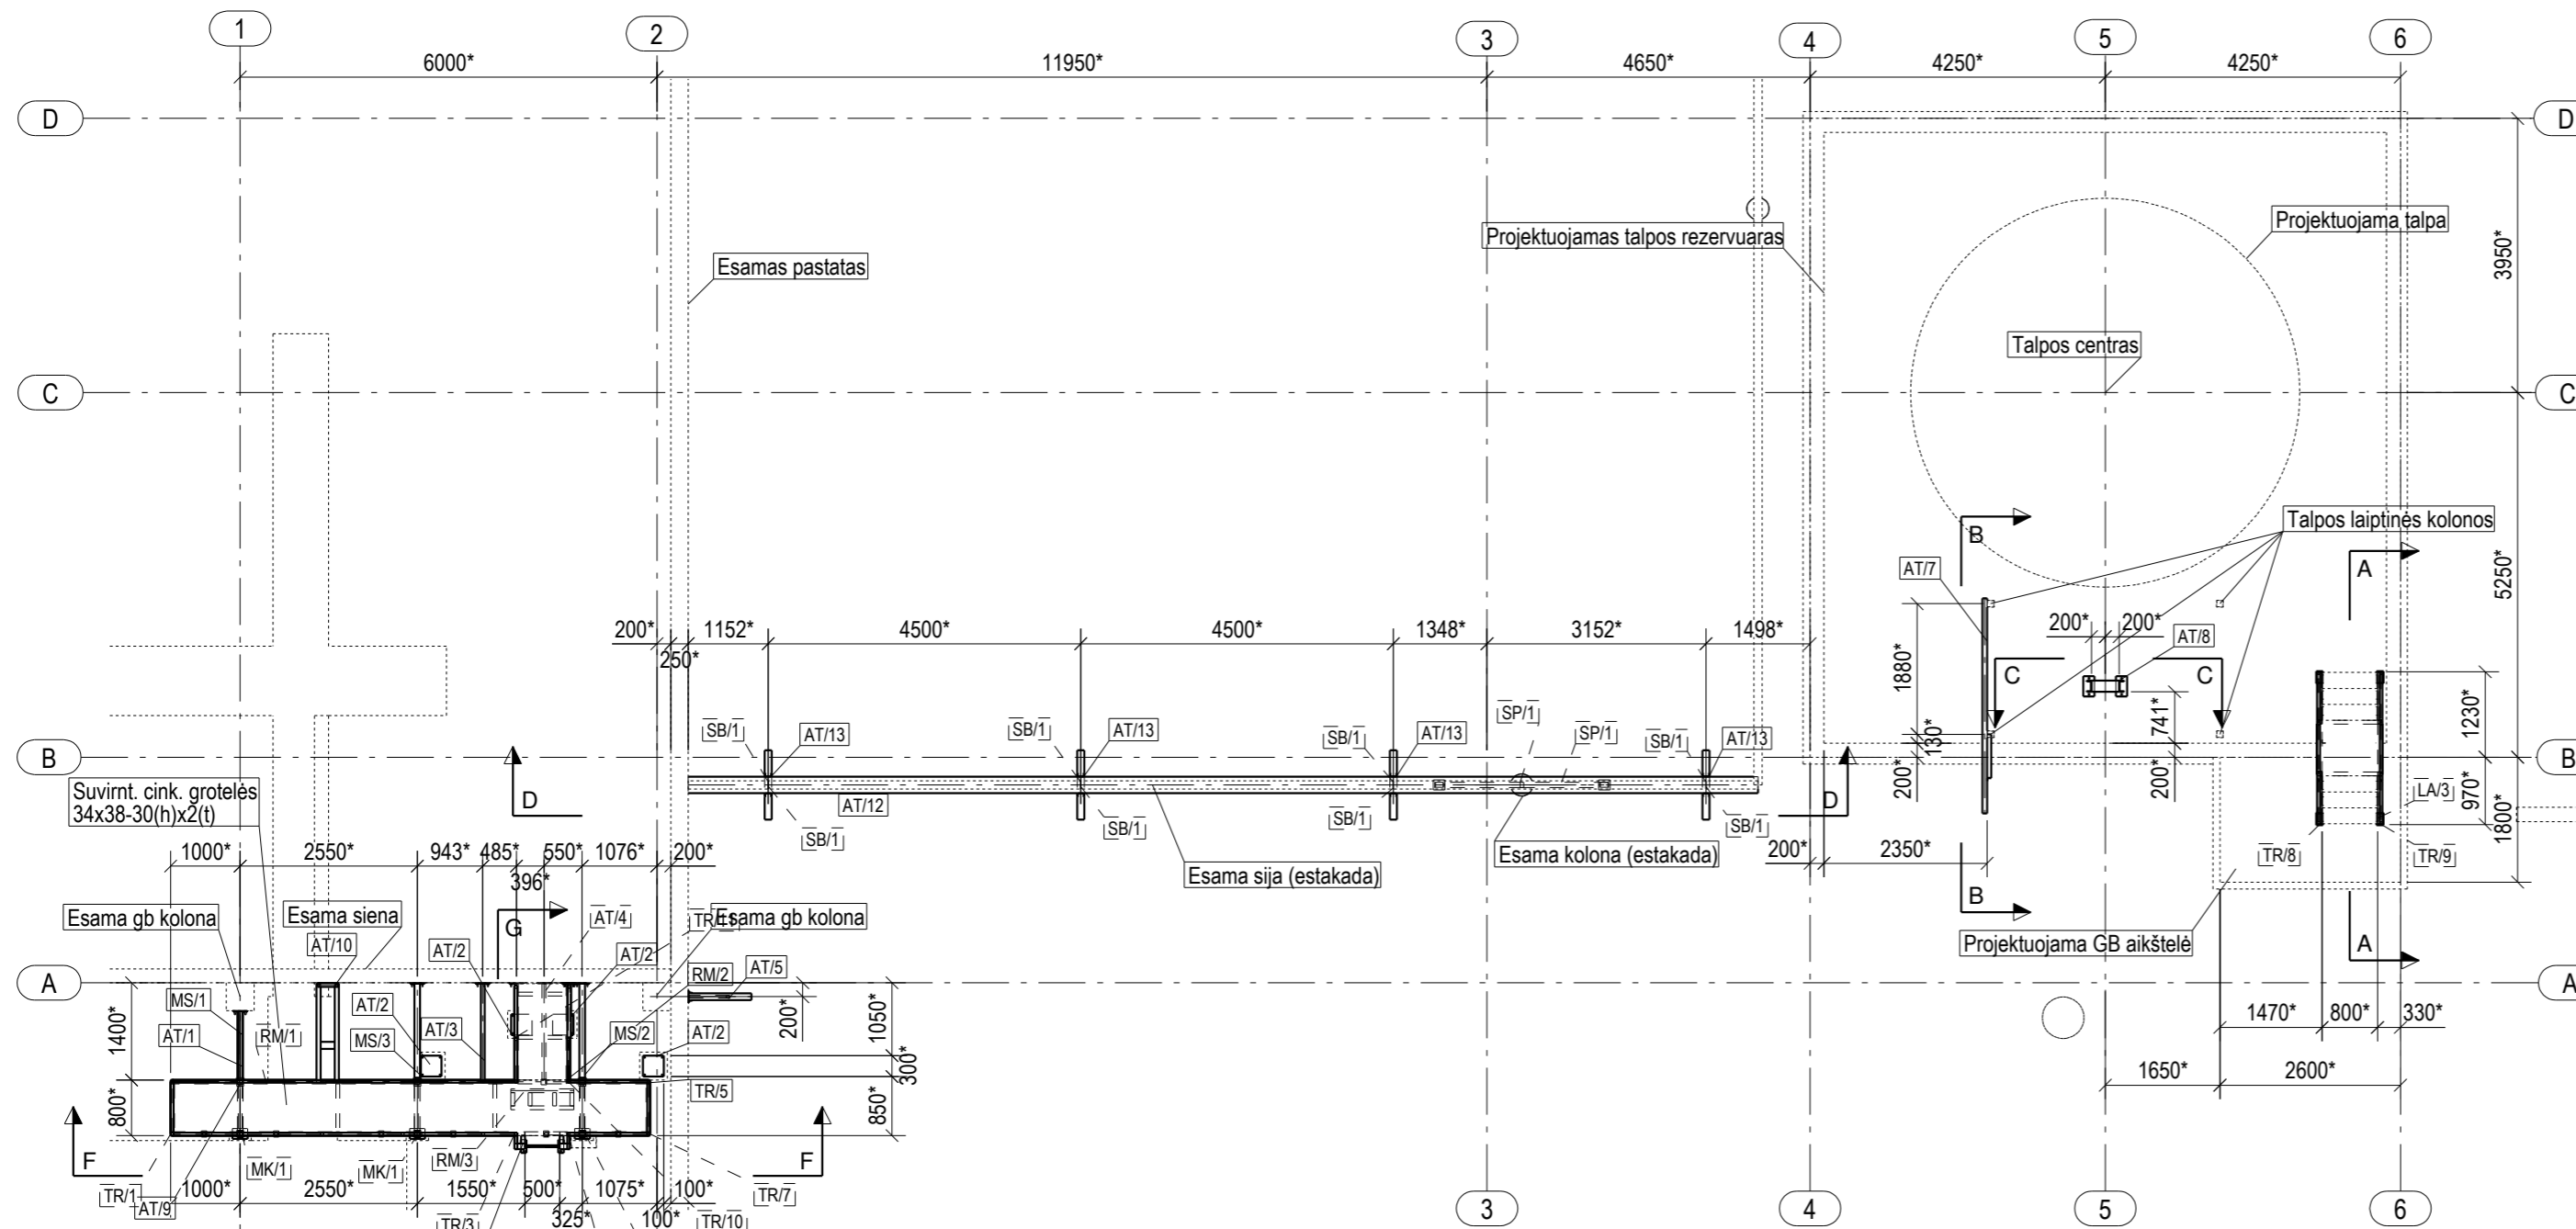 1
2
3
4
5
6
6000*
11950*
4650*
4250*
4250*
D
D
Projektuojama talpa
Projektuojamas talpos rezervuaras
Esamas pastatas
3950*
Talpos centras
C
C
Talpos laiptinės kolonos
B
A
AT/7
5250*
200*
1152*
4500*
4500*
1348*
3152*
1498*
250*
200*
200*
AT/8
1880*
C
C
741*
1230*
SB/1
AT/13
SB/1
AT/13
SB/1
AT/13
SP/1
SP/1
SB/1
AT/13
130*
B
B
Suvirnt. cink. grotelės
34x38-30(h)x2(t)
D
AT/12
D
200*
200*
LA/3
970*
1800*
SB/1
SB/1
SB/1
SB/1
Esama kolona (estakada)
Esama sija (estakada)
200*
2350*
TR/8
TR/9
1000*
2550*
943*
485*
550*
1076*
200*
396*
Esama gb kolona
Esama siena
G
AT/4
TR/11
Esama gb kolona
B
Projektuojama GB aikštelė
A
AT/10
AT/2
AT/2
RM/2
AT/5
A
A
MS/1
AT/2
AT/3
MS/2
AT/2
200*
1050*
1470*
800*
330*
1400*
AT/1
RM/1
MS/3
300*
TR/5
1650*
2600*
800*
850*
F
MK/1
MK/1
RM/3
F
TR/1
AT/9
1000*
2550*
1550*
500*
1075*
100*
TR/7
TR/3
325*
100*
TR/10
3
4
5
6